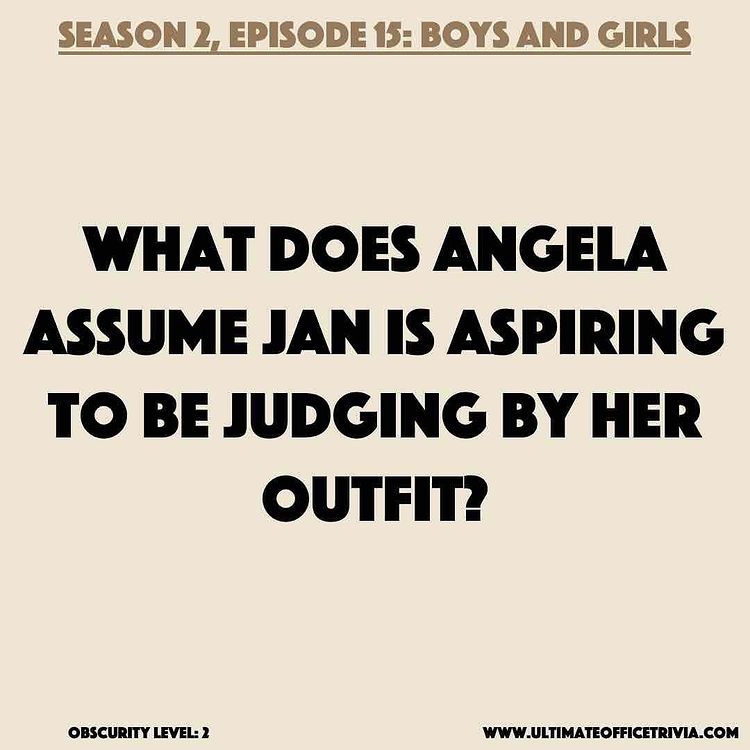 SEASON 2, EPISODE 15: BOYS AND GIRLS
WHAT DOES ANGELA
ASSUME JAN IS ASPIRING
TO BE JUDGING BY HER
OUTFIT?
OBSCURITY LEVEL: 2
WWW.ULTIMATEOFFICETRIVIA.COM